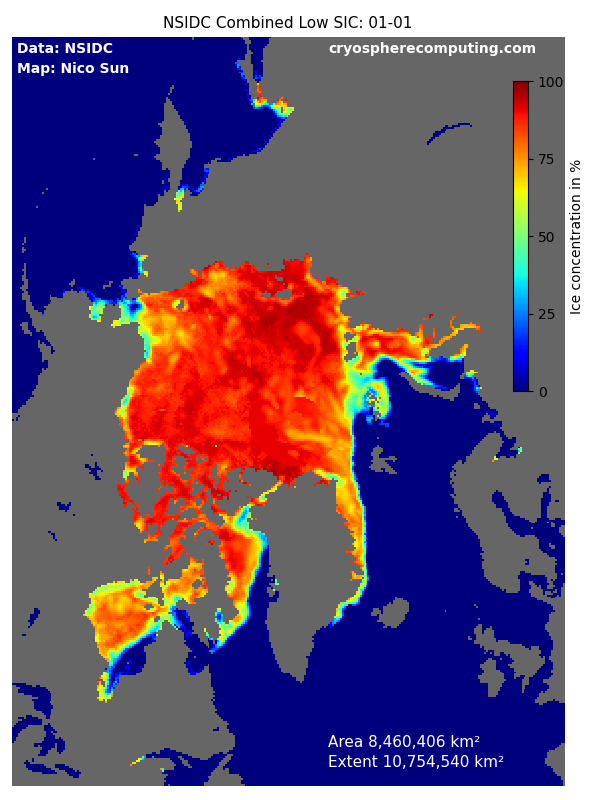 NSIDC Combined Low SIC: 01-01
Data: NSIDC
Map: Nico Sun
cryospherecomputing.com
100
75
50
25
0
Ice concentration in %
Area 8,460,406 km²
Extent 10,754,540 km²